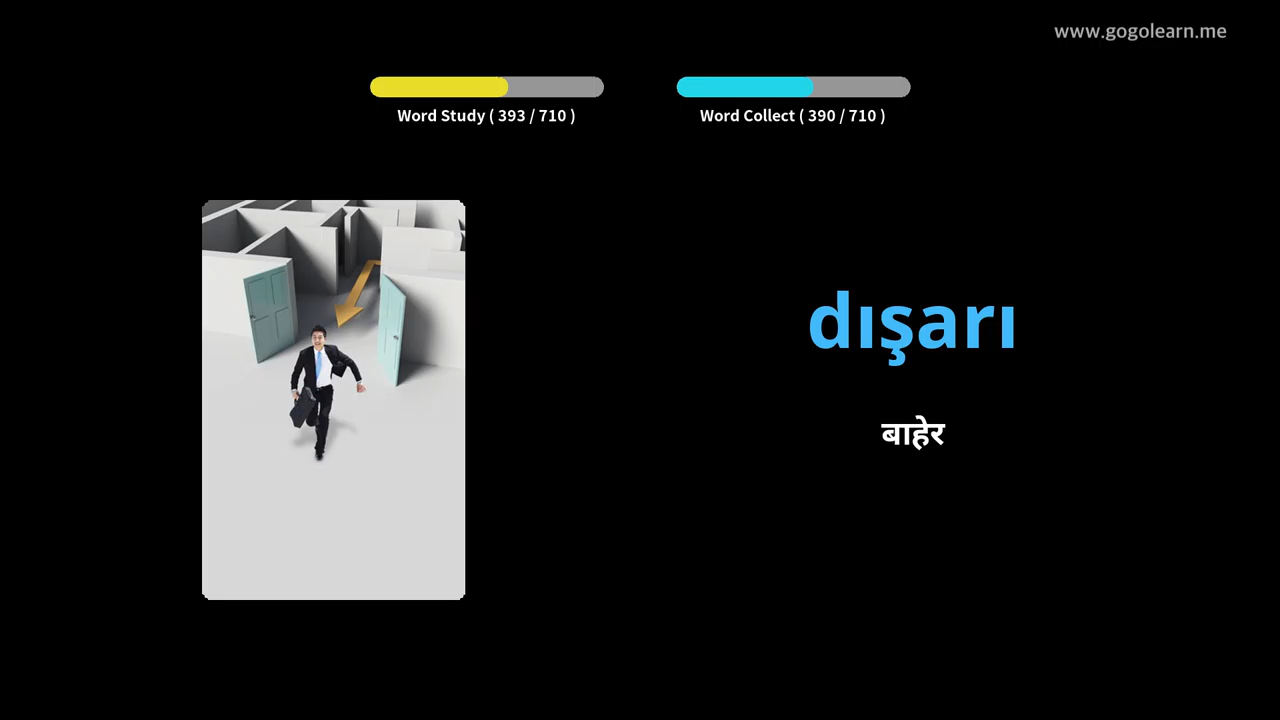 www.gogolearn.me
Word Study ( 393 / 710 )
Word Collect ( 390 / 710 )
dışarı
बाहेर